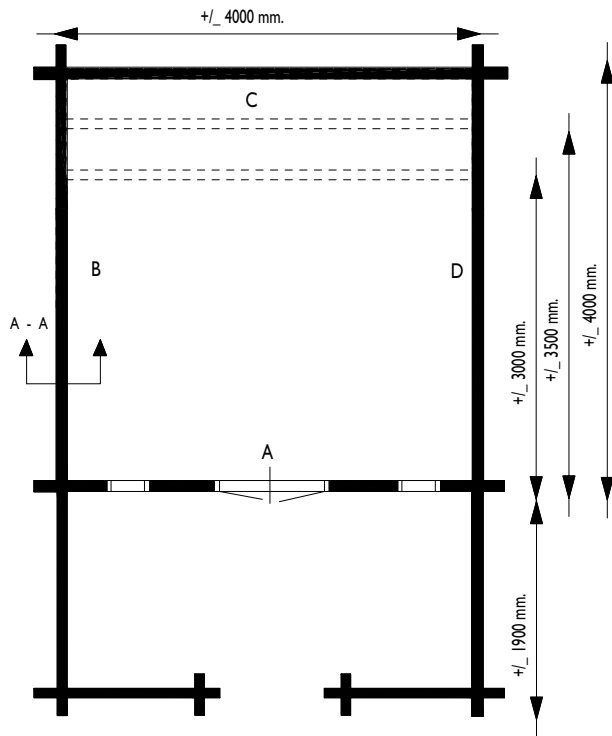 +/_ 4000 mm.
C
B
D
A - A
+/_ 3000 mm.
+/_ 3500 mm.
+/_ 4000 mm.
A
+/_ 1900 mm.